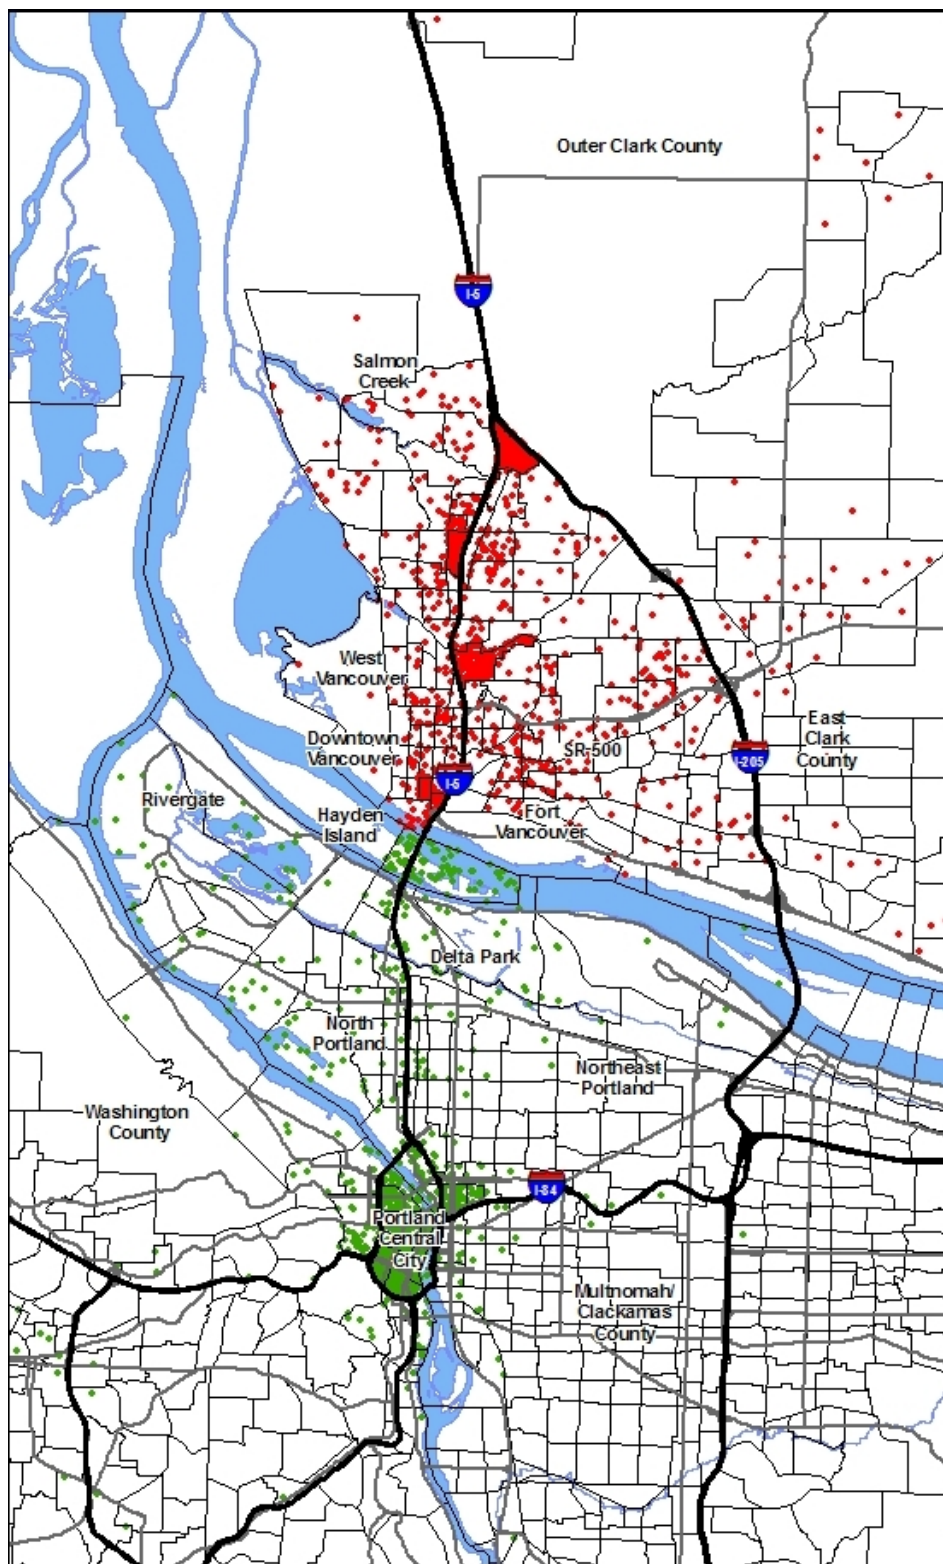 Outer Clark County
I-5
Salmon
Creek
West
Vancouver
Downtown
Vancouver
SR-500
East
Clark
County
I-205
I-5
Rivergate
Hayden
Island
Fort
Vancouver
Delta Park
North
Portland
Northeast
Portland
Washington
County
I-84
Portland
Central
City
Multnomah/
Clackamas
County